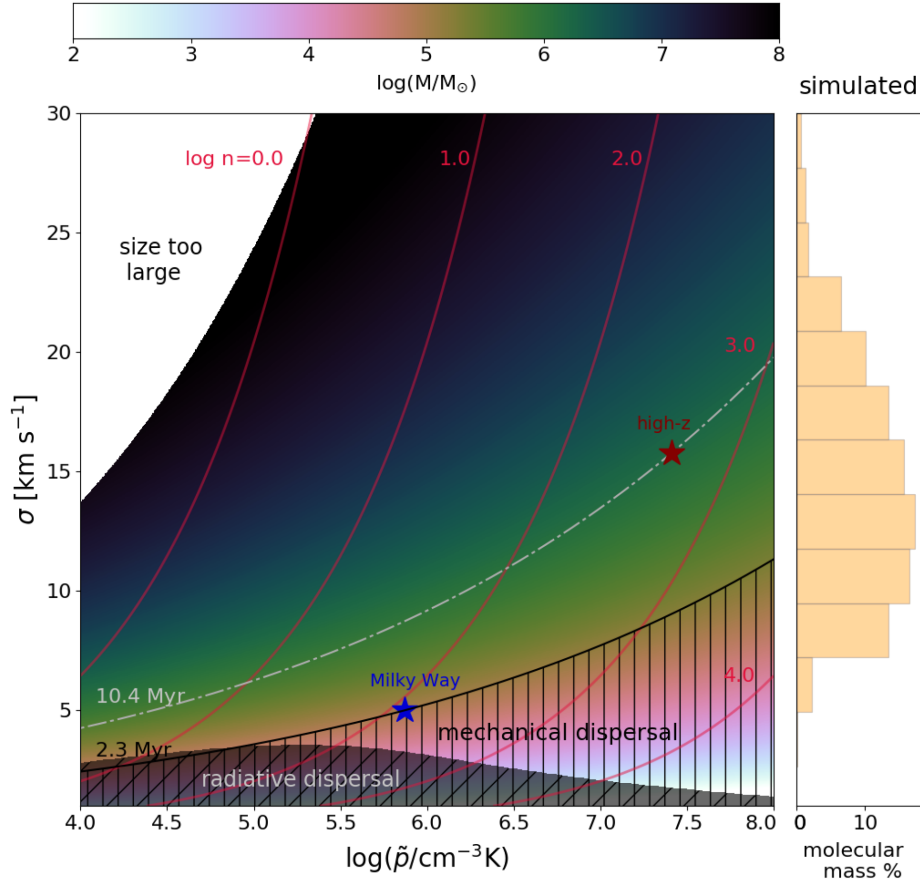 2 3 4 5 6 7 8
log(M/M☉)
simulated
30
log n=0.0 1.0 2.0
25
size too
large
20
3.0
high-z
15
σ [km s⁻¹]
10
Milky Way
4.0
10.4 Myr
5
mechanical dispersal
2.3 Myr
radiative dispersal
4.0 4.5 5.0 5.5 6.0 6.5 7.0 7.5 8.0
0 10
log(p̃/cm⁻³K)
molecular
mass %